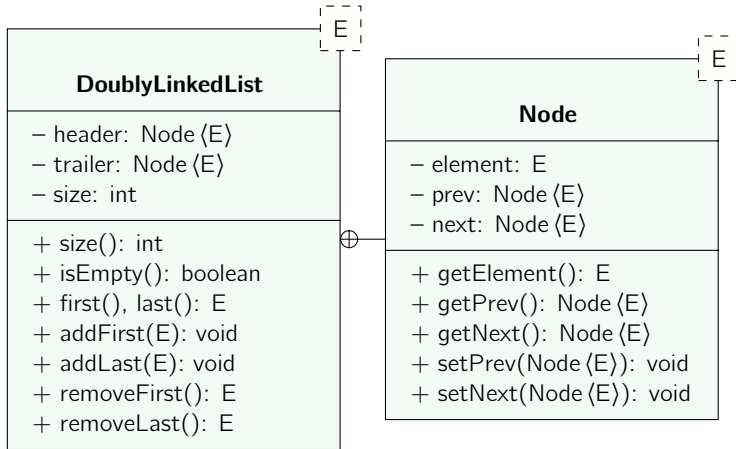 E
DoublyLinkedList
– header: Node⟨E⟩
– trailer: Node⟨E⟩
– size: int
+ size(): int
+ isEmpty(): boolean
+ first(), last(): E
+ addFirst(E): void
+ addLast(E): void
+ removeFirst(): E
+ removeLast(): E
E
Node
– element: E
– prev: Node⟨E⟩
– next: Node⟨E⟩
+ getElement(): E
+ getPrev(): Node⟨E⟩
+ getNext(): Node⟨E⟩
+ setPrev(Node⟨E⟩): void
+ setNext(Node⟨E⟩): void